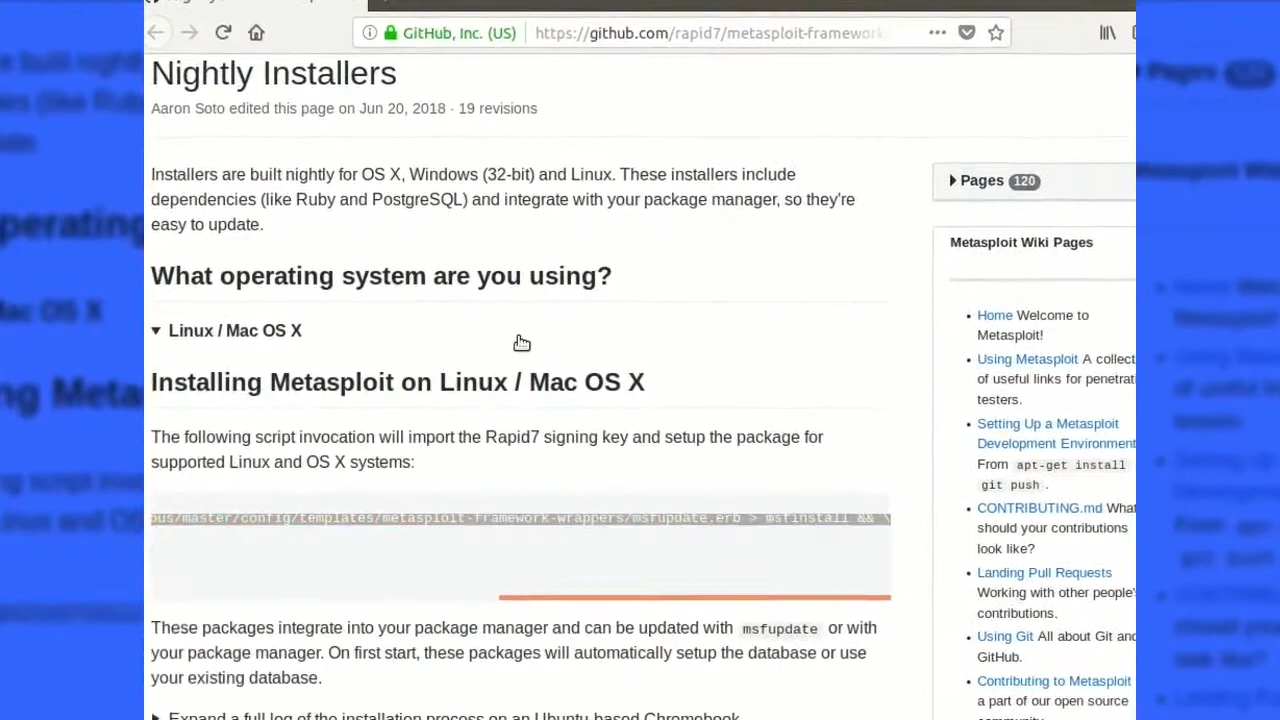 GitHub, Inc. (US) https://github.com/rapid7/metasploit-framework
Nightly Installers
Aaron Soto edited this page on Jun 20, 2018 · 19 revisions
Installers are built nightly for OS X, Windows (32-bit) and Linux. These installers include
dependencies (like Ruby and PostgreSQL) and integrate with your package manager, so they're
easy to update.
What operating system are you using?
Linux / Mac OS X
Installing Metasploit on Linux / Mac OS X
The following script invocation will import the Rapid7 signing key and setup the package for
supported Linux and OS X systems:
bus/master/config/templates/metasploit-framework-wrappers/msfupdate.erb > msfinstall && \
These packages integrate into your package manager and can be updated with msfupdate or with
your package manager. On first start, these packages will automatically setup the database or use
your existing database.
Expand a full log of the installation process on an Ubuntu-based Chromebook
Pages 120
Metasploit Wiki Pages
Home Welcome to
Metasploit!
Using Metasploit A collect
of useful links for penetrati
testers.
Setting Up a Metasploit
Development Environment
From apt-get install
git push.
CONTRIBUTING.md What
should your contributions
look like?
Landing Pull Requests
Working with other people'
contributions.
Using Git All about Git and
GitHub.
Contributing to Metasploit
a part of our open source